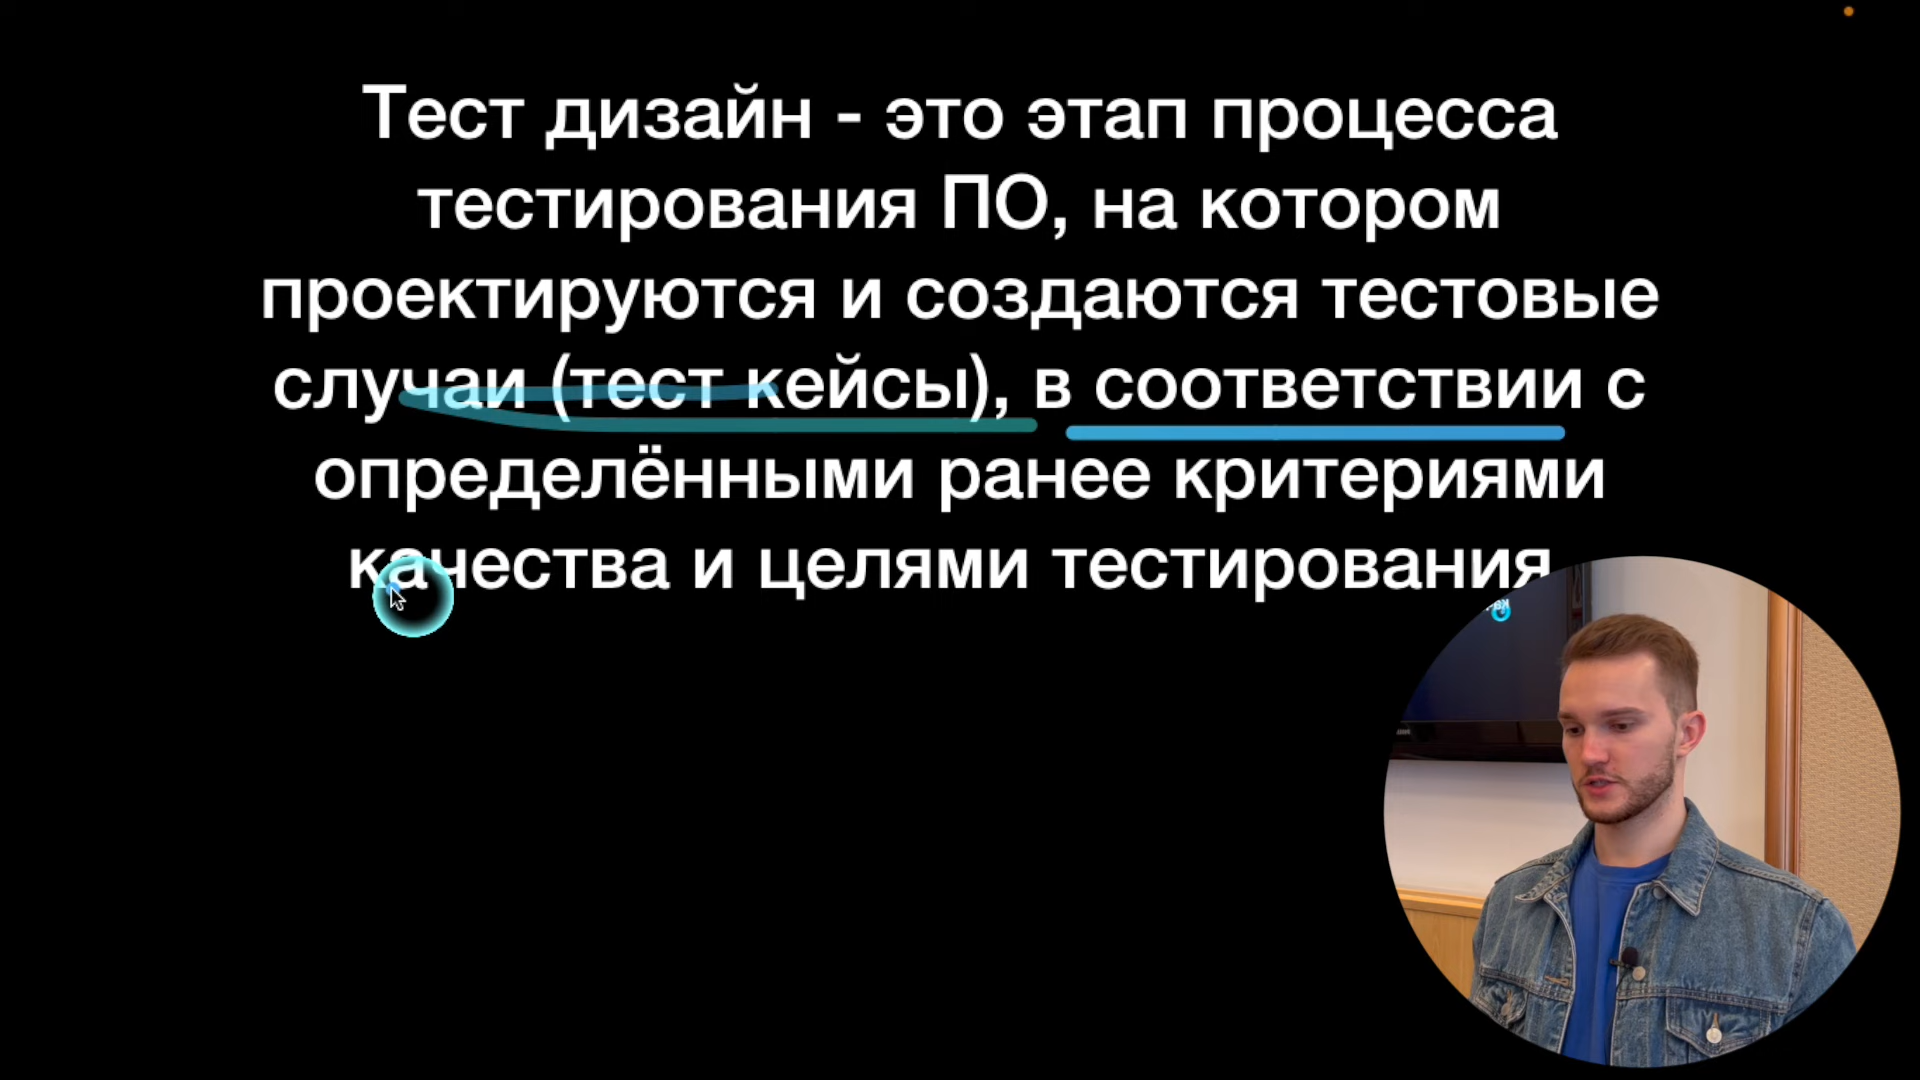 Тест дизайн - это этап процесса
тестирования ПО, на котором
проектируются и создаются тестовые
случаи (тест кейсы), в соответствии с
определёнными ранее критериями
качества и целями тестирования